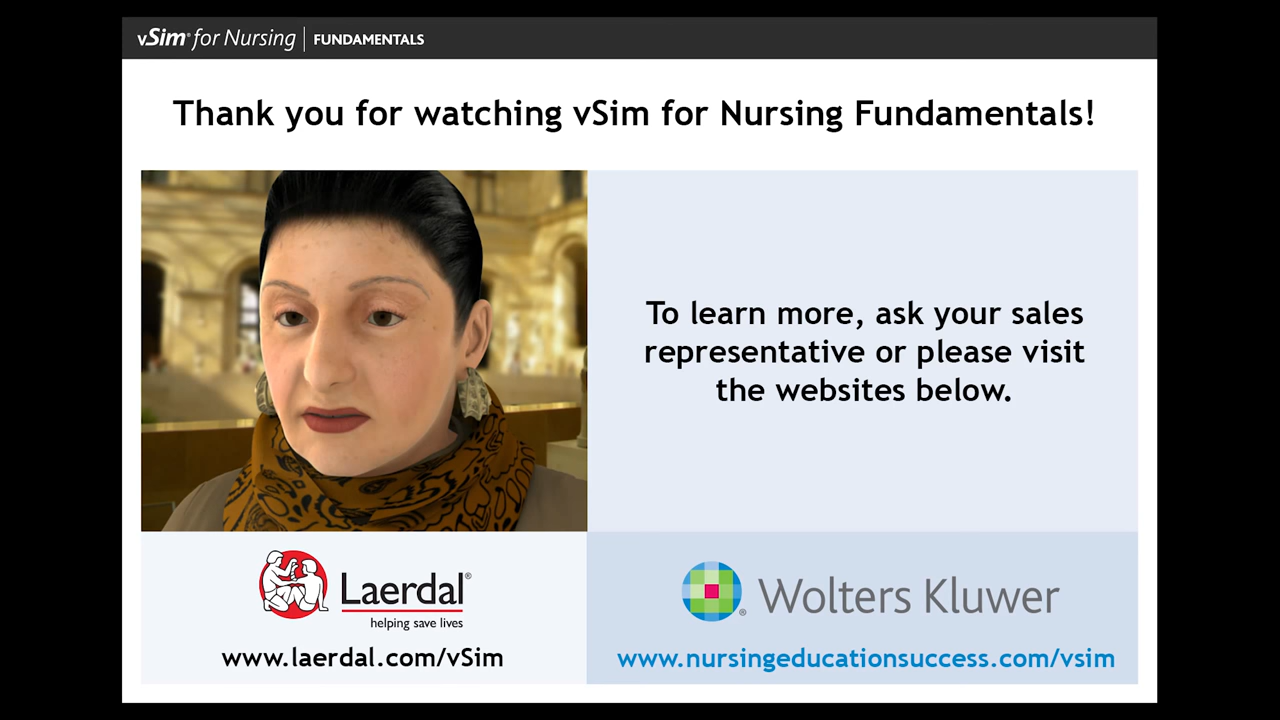 vSim® for Nursing | FUNDAMENTALS
Thank you for watching vSim for Nursing Fundamentals!
To learn more, ask your sales
representative or please visit
the websites below.
Laerdal®
helping save lives
www.laerdal.com/vSim
® Wolters Kluwer
www.nursingeducationsuccess.com/vsim